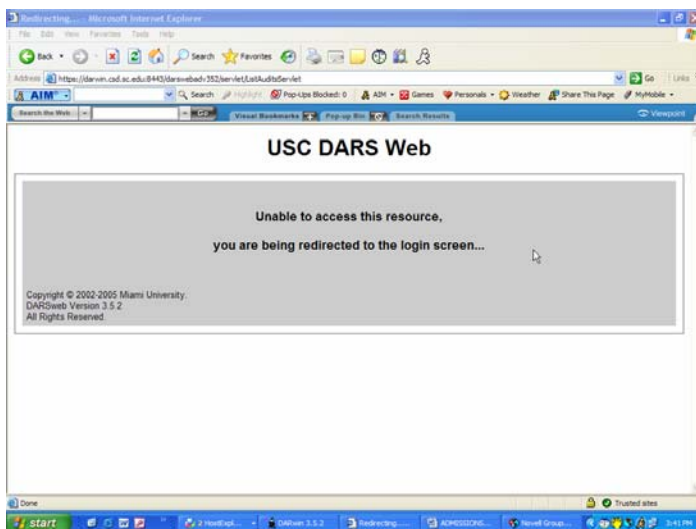 Redirecting... - Microsoft Internet Explorer
File Edit View Favorites Tools Help
Back Search Favorites
Address https://darwin.csd.sc.edu:8443/darswebadv352/servlet/ListAuditsServlet Go Links
AIM Search Highlight Pop-Ups Blocked: 0 AIM Games Personals Weather Share This Page MyMobile
Search the Web Visual Bookmarks Pop-up Bin Search Results Viewpoint
USC DARS Web
Unable to access this resource,
you are being redirected to the login screen...
Copyright © 2002-2005 Miami University.
DARSweb Version 3.5.2
All Rights Reserved.
Done Trusted sites
start 2 HostExpl... DARwin 3.5.2 Redirecting... ADMISSIONS... Novell Group... 3:41 PM